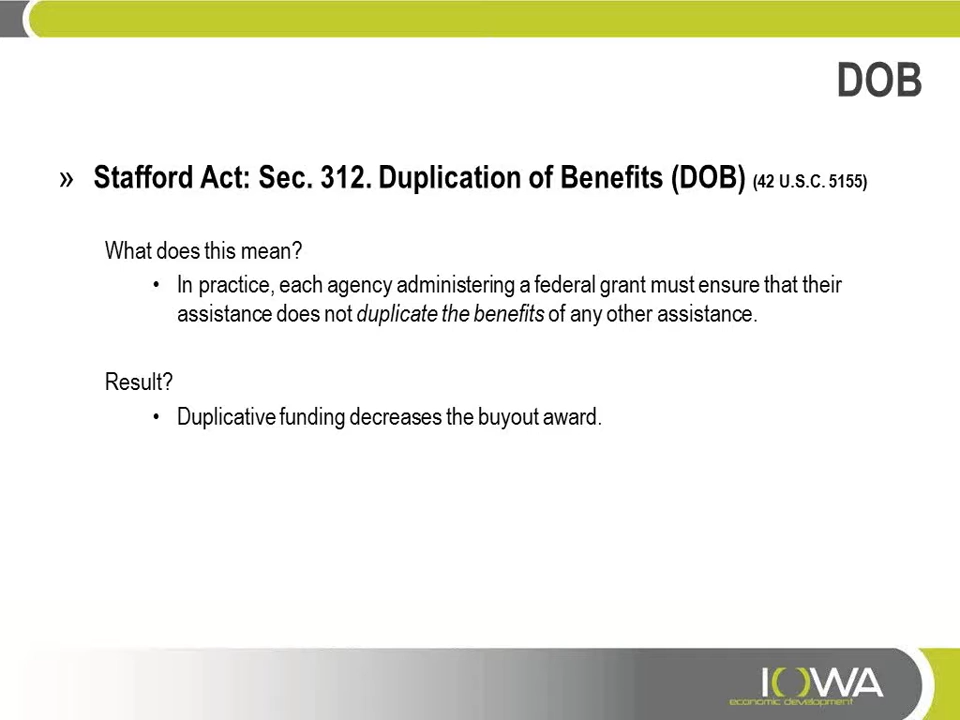 DOB
» Stafford Act: Sec. 312. Duplication of Benefits (DOB) (42 U.S.C. 5155)
What does this mean?
• In practice, each agency administering a federal grant must ensure that their
assistance does not duplicate the benefits of any other assistance.
Result?
• Duplicative funding decreases the buyout award.
IOWA
economic development